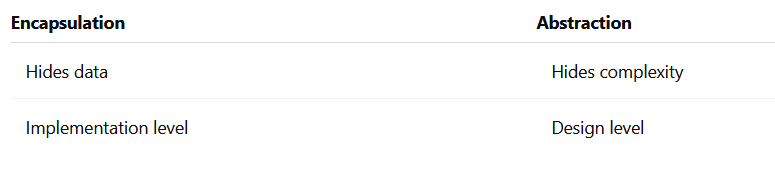 Encapsulation Abstraction
Hides data Hides complexity
Implementation level Design level